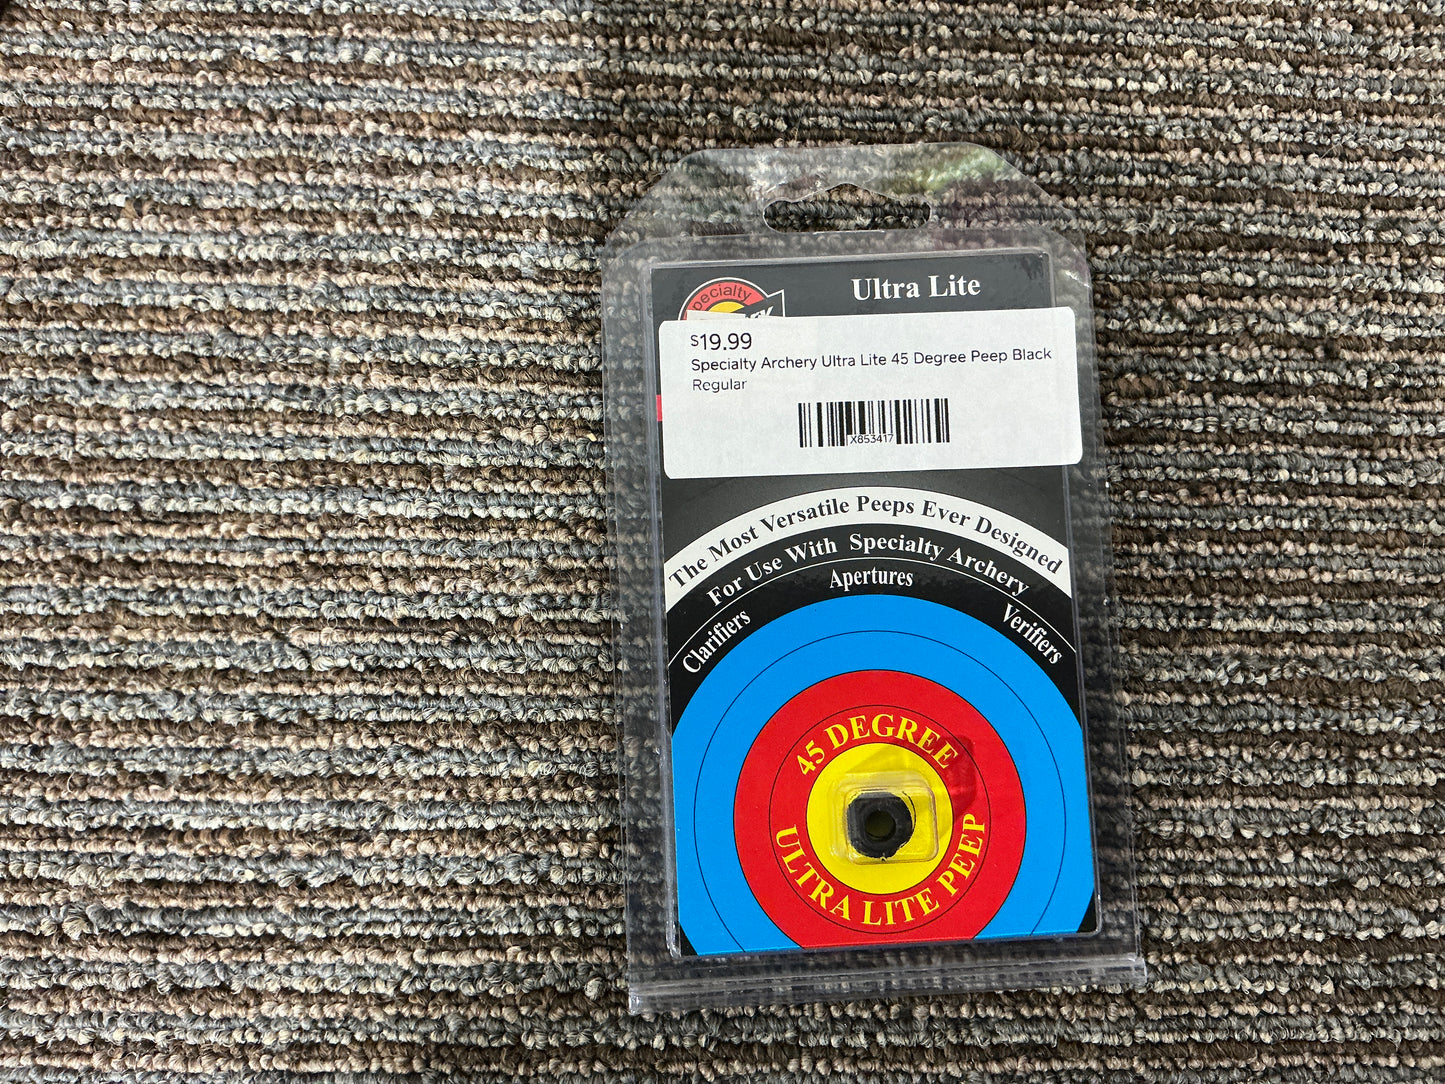 Ultra Lite
$19.99
Specialty Archery Ultra Lite 45 Degree Peep Black
Regular
X853417
The Most Versatile Peeps Ever Designed
For Use With Specialty Archery
Clarifiers
Apertures
Verifiers
45 DEGREE
ULTRA LITE PEEP